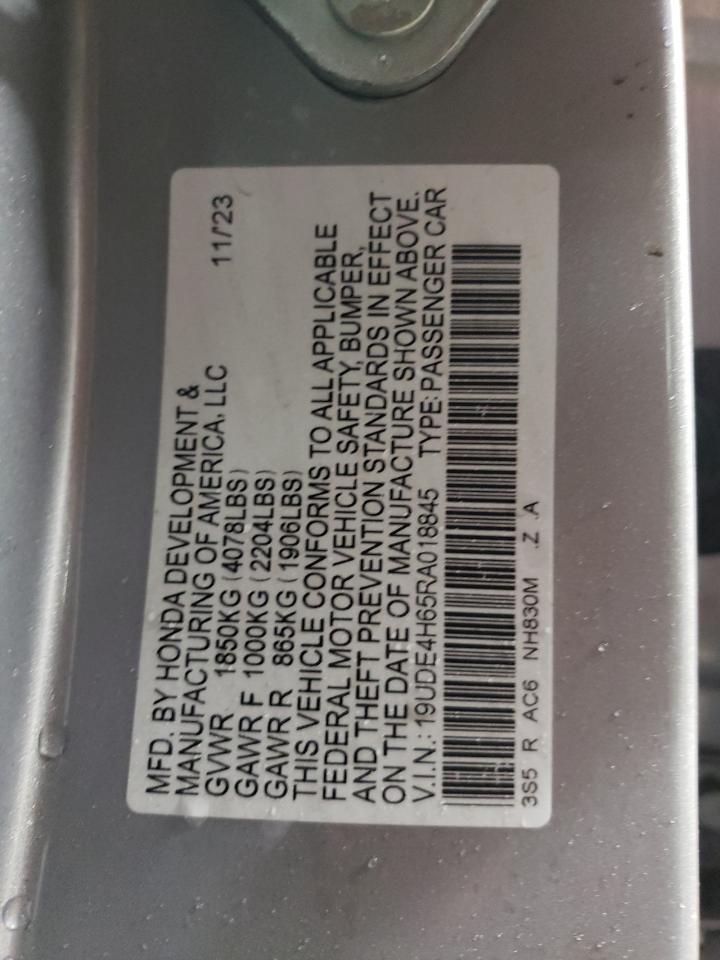 MFD. BY HONDA DEVELOPMENT &
MANUFACTURING OF AMERICA, LLC 11/'23
GVWR 1850KG (4078LBS)
GAWR F 1000KG (2204LBS)
GAWR R 865KG (1906LBS)
THIS VEHICLE CONFORMS TO ALL APPLICABLE
FEDERAL MOTOR VEHICLE SAFETY, BUMPER,
AND THEFT PREVENTION STANDARDS IN EFFECT
ON THE DATE OF MANUFACTURE SHOWN ABOVE.
V.I.N.: 19UDE4H65RA018845 TYPE: PASSENGER CAR
3S5 R AC6 NH830M .Z .A